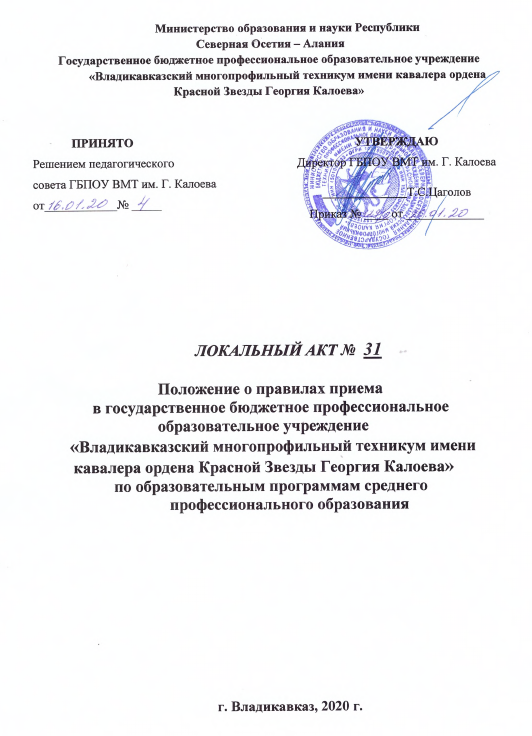 Министерство образования и науки Республики
Северная Осетия – Алания
Государственное бюджетное профессиональное образовательное учреждение
«Владикавказский многопрофильный техникум имени кавалера ордена
Красной Звезды Георгия Калоева»
ПРИНЯТО
Решением педагогического
совета ГБПОУ ВМТ им. Г. Калоева
от 16.01.20 № 4
УТВЕРЖДАЮ
Директор ГБПОУ ВМТ им. Г. Калоева
Т.С.Цаголов
Приказ № от .01.20
ЛОКАЛЬНЫЙ АКТ № 31
Положение о правилах приема
в государственное бюджетное профессиональное
образовательное учреждение
«Владикавказский многопрофильный техникум имени
кавалера ордена Красной Звезды Георгия Калоева»
по образовательным программам среднего
профессионального образования
г. Владикавказ, 2020 г.